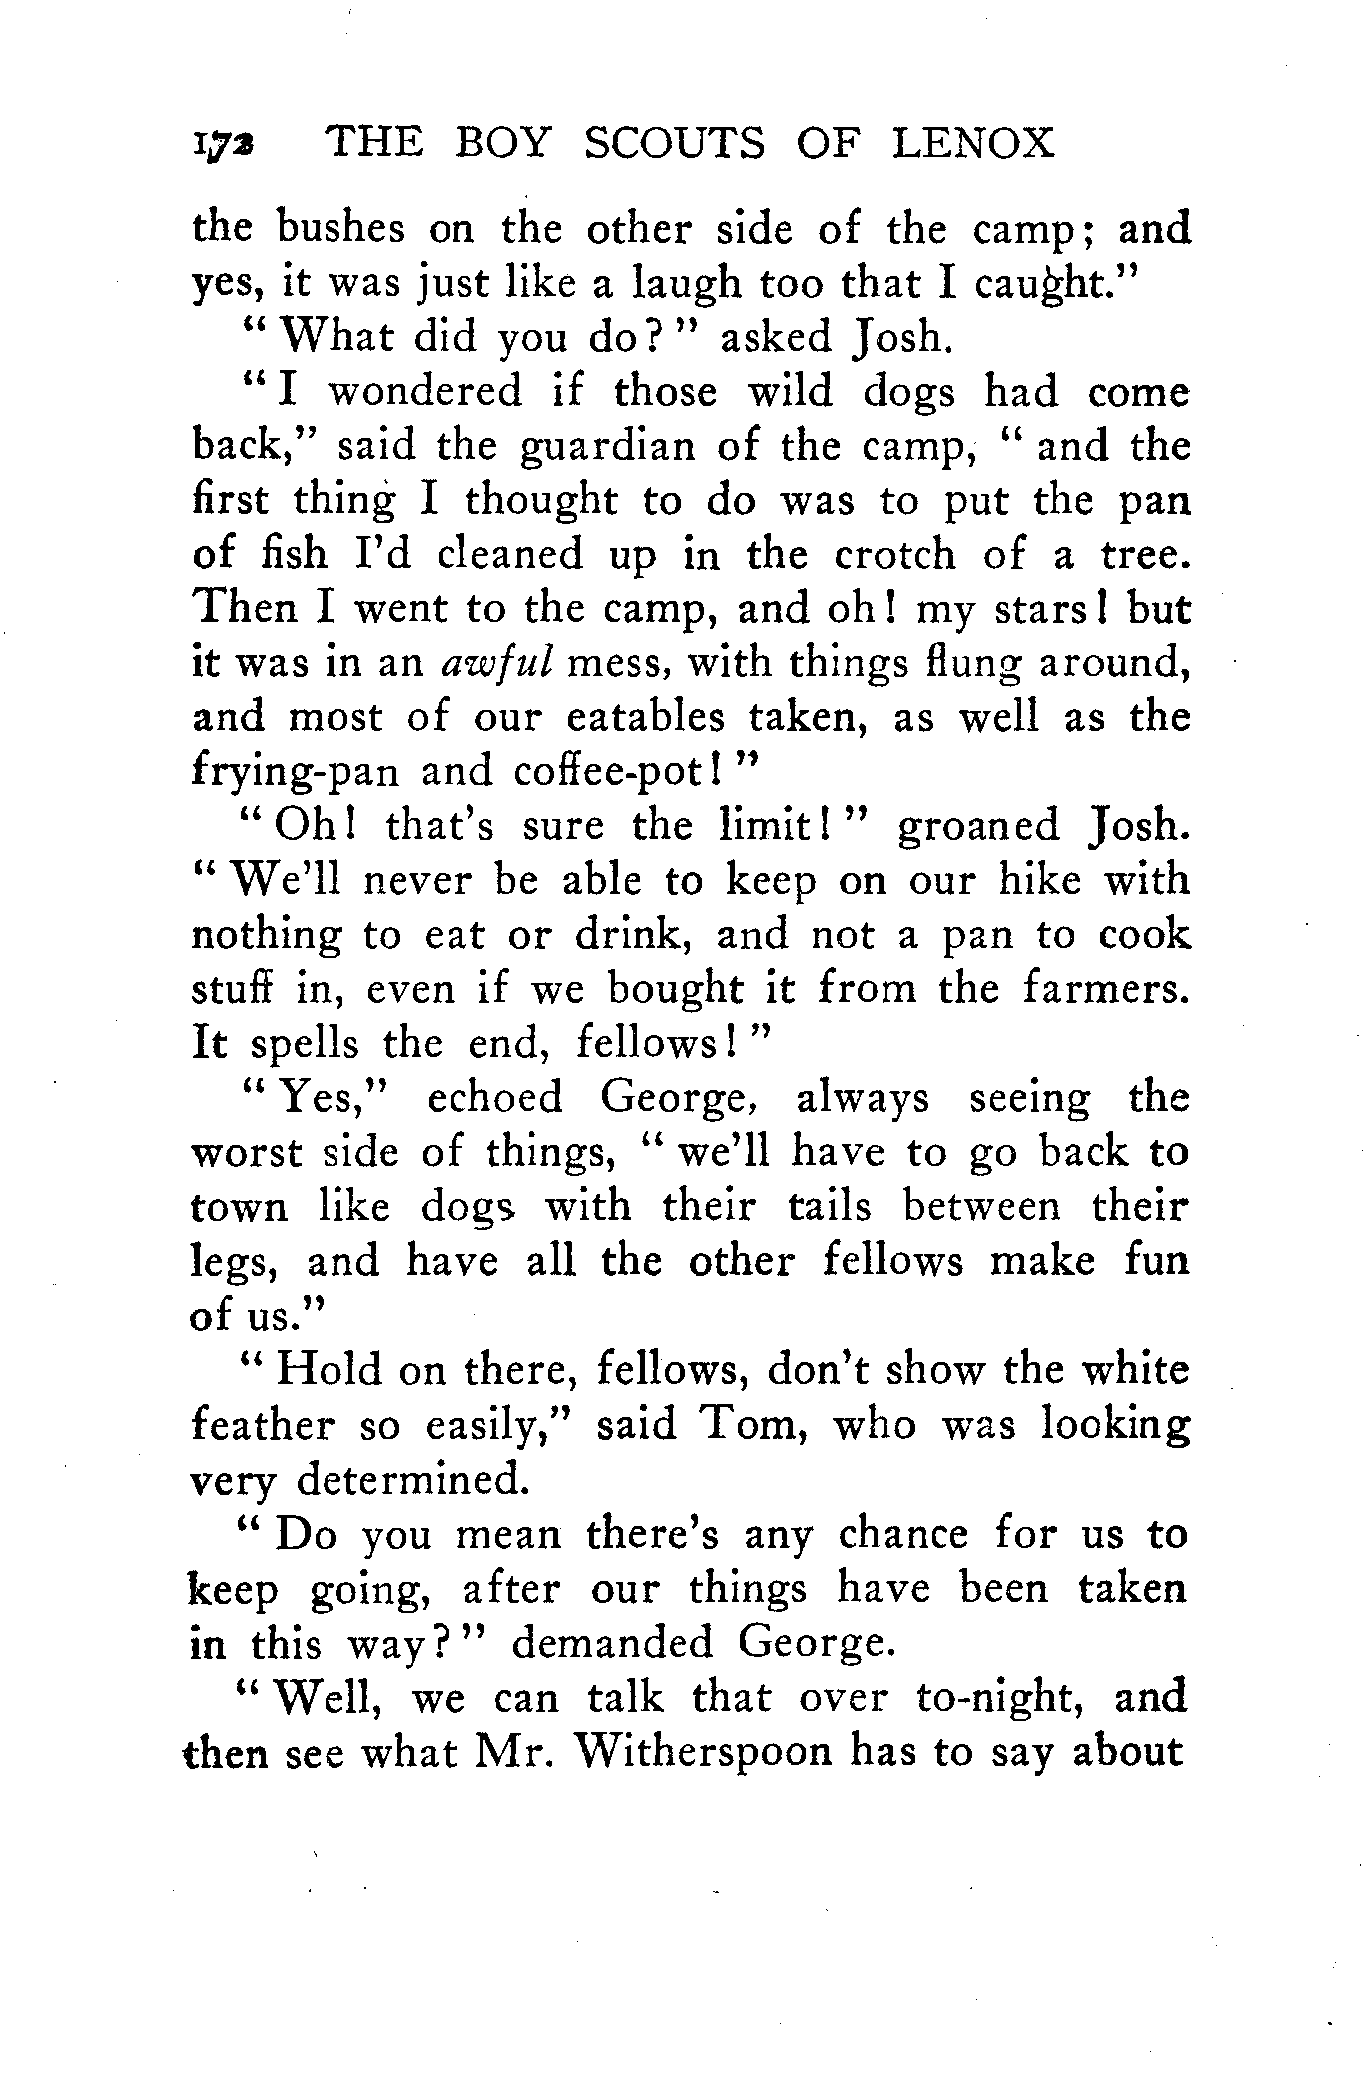 172 THE BOY SCOUTS OF LENOX
the bushes on the other side of the camp; and
yes, it was just like a laugh too that I caught."
"What did you do?" asked Josh.
"I wondered if those wild dogs had come
back," said the guardian of the camp, "and the
first thing I thought to do was to put the pan
of fish I'd cleaned up in the crotch of a tree.
Then I went to the camp, and oh! my stars! but
it was in an awful mess, with things flung around,
and most of our eatables taken, as well as the
frying-pan and coffee-pot!"
"Oh! that's sure the limit!" groaned Josh.
"We'll never be able to keep on our hike with
nothing to eat or drink, and not a pan to cook
stuff in, even if we bought it from the farmers.
It spells the end, fellows!"
"Yes," echoed George, always seeing the
worst side of things, "we'll have to go back to
town like dogs with their tails between their
legs, and have all the other fellows make fun
of us."
"Hold on there, fellows, don't show the white
feather so easily," said Tom, who was looking
very determined.
"Do you mean there's any chance for us to
keep going, after our things have been taken
in this way?" demanded George.
"Well, we can talk that over to-night, and
then see what Mr. Witherspoon has to say about